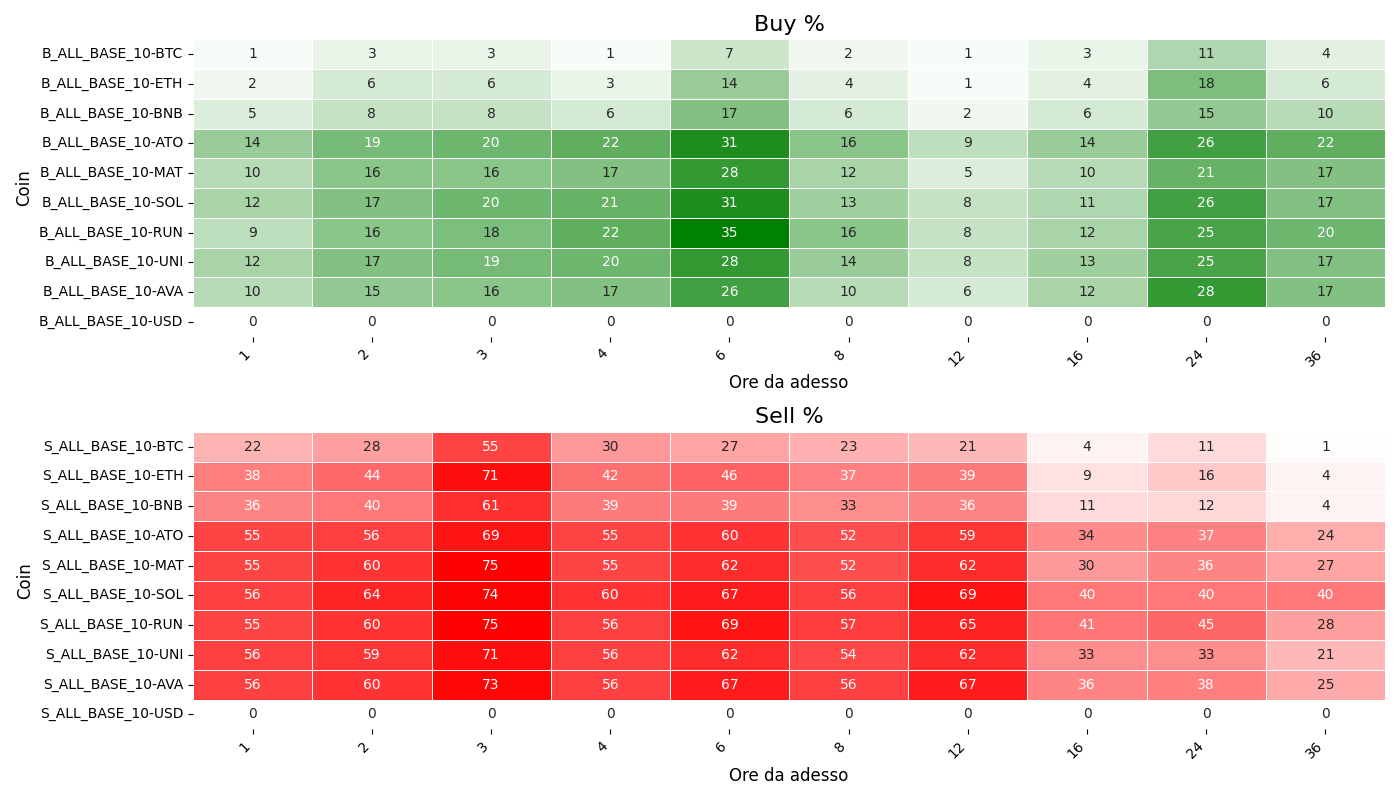 Buy %
Coin
B_ALL_BASE_10-BTC 1 3 3 1 7 2 1 3 11 4
B_ALL_BASE_10-ETH 2 6 6 3 14 4 1 4 18 6
B_ALL_BASE_10-BNB 5 8 8 6 17 6 2 6 15 10
B_ALL_BASE_10-ATO 14 19 20 22 31 16 9 14 26 22
B_ALL_BASE_10-MAT 10 16 16 17 28 12 5 10 21 17
B_ALL_BASE_10-SOL 12 17 20 21 31 13 8 11 26 17
B_ALL_BASE_10-RUN 9 16 18 22 35 16 8 12 25 20
B_ALL_BASE_10-UNI 12 17 19 20 28 14 8 13 25 17
B_ALL_BASE_10-AVA 10 15 16 17 26 10 6 12 28 17
B_ALL_BASE_10-USD 0 0 0 0 0 0 0 0 0 0
1 2 3 4 6 8 12 16 24 36
Ore da adesso
Sell %
Coin
S_ALL_BASE_10-BTC 22 28 55 30 27 23 21 4 11 1
S_ALL_BASE_10-ETH 38 44 71 42 46 37 39 9 16 4
S_ALL_BASE_10-BNB 36 40 61 39 39 33 36 11 12 4
S_ALL_BASE_10-ATO 55 56 69 55 60 52 59 34 37 24
S_ALL_BASE_10-MAT 55 60 75 55 62 52 62 30 36 27
S_ALL_BASE_10-SOL 56 64 74 60 67 56 69 40 40 40
S_ALL_BASE_10-RUN 55 60 75 56 69 57 65 41 45 28
S_ALL_BASE_10-UNI 56 59 71 56 62 54 62 33 33 21
S_ALL_BASE_10-AVA 56 60 73 56 67 56 67 36 38 25
S_ALL_BASE_10-USD 0 0 0 0 0 0 0 0 0 0
1 2 3 4 6 8 12 16 24 36
Ore da adesso